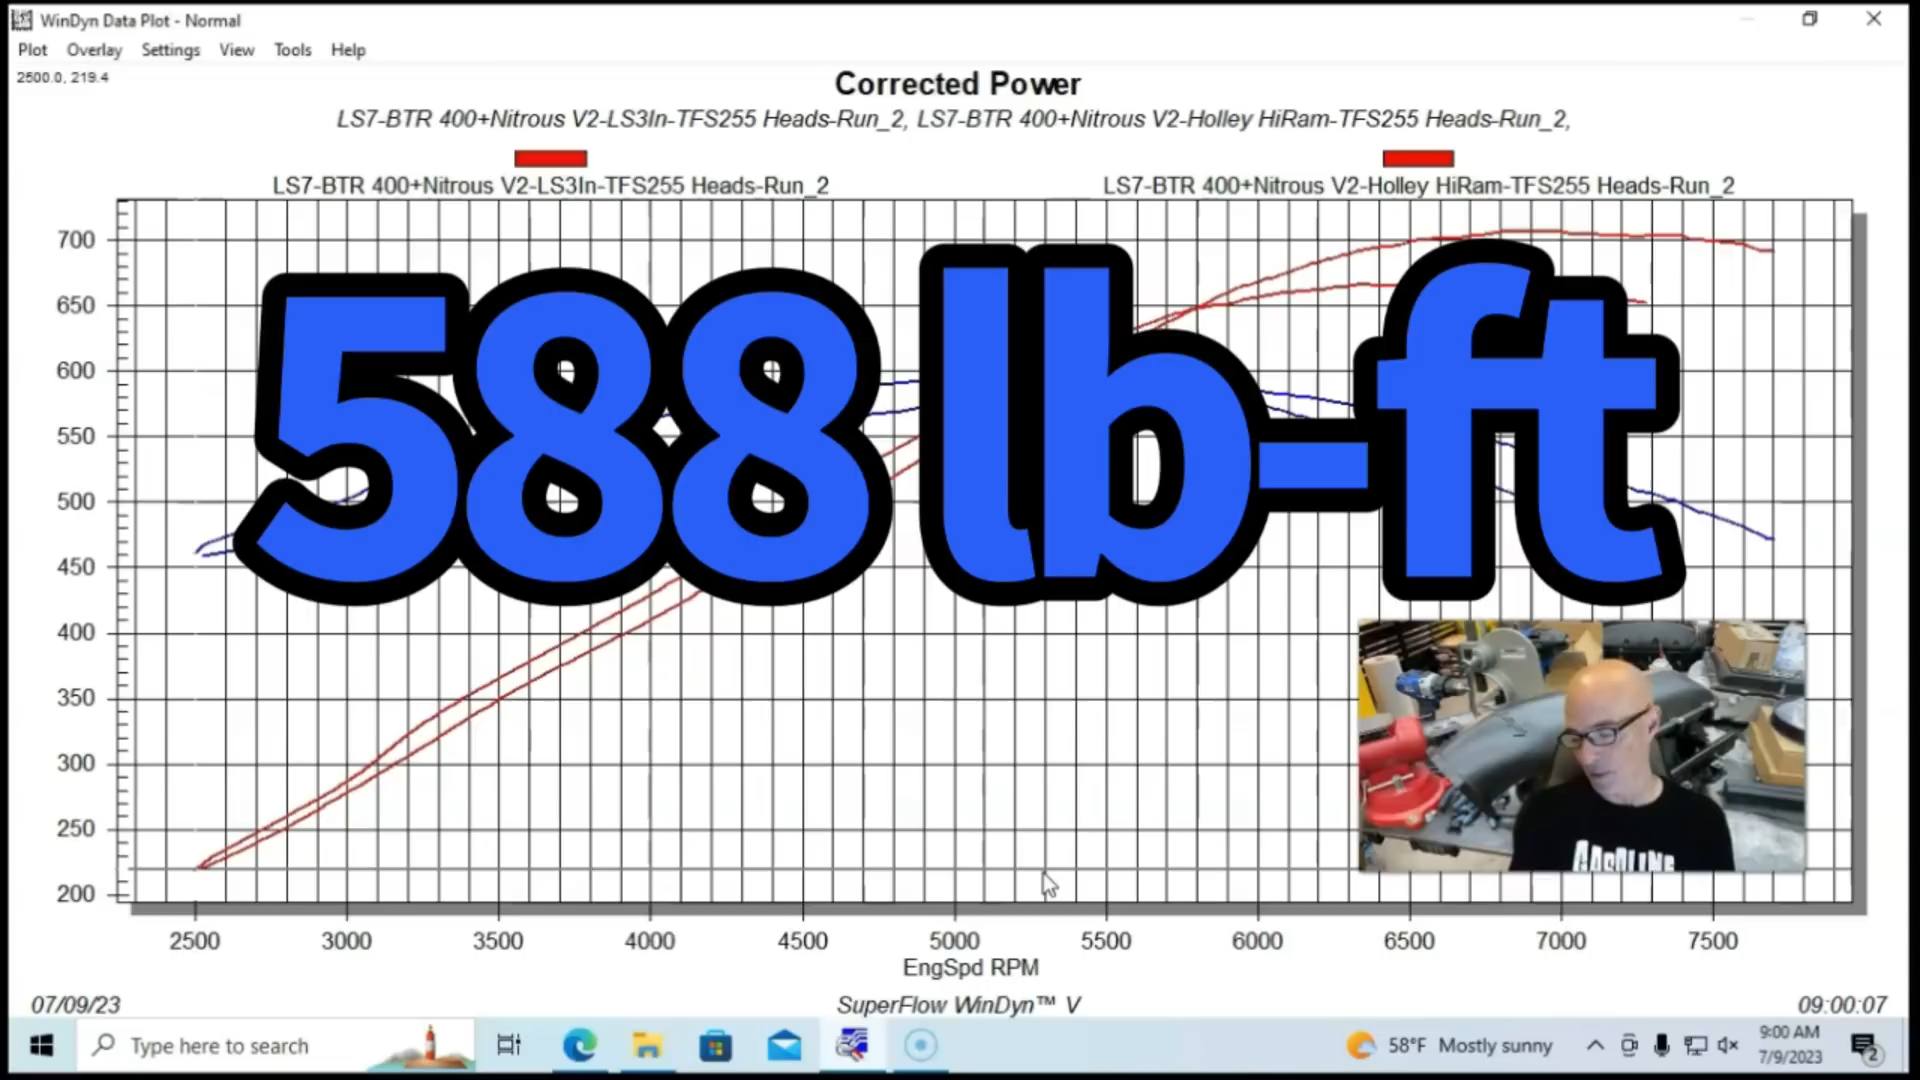 WinDyn Data Plot - Normal
Plot Overlay Settings View Tools Help
2500.0, 219.4
Corrected Power
LS7-BTR 400+Nitrous V2-LS3In-TFS255 Heads-Run_2, LS7-BTR 400+Nitrous V2-Holley HiRam-TFS255 Heads-Run_2,
LS7-BTR 400+Nitrous V2-LS3In-TFS255 Heads-Run_2 LS7-BTR 400+Nitrous V2-Holley HiRam-TFS255 Heads-Run_2
700
650
600
550
500
450
400
350
300
250
200
588 lb-ft
GASOLINE
2500 3000 3500 4000 4500 5000 5500 6000 6500 7000 7500
EngSpd RPM
07/09/23 SuperFlow WinDyn™ V 09:00:07
Type here to search 58°F Mostly sunny 9:00 AM
7/9/2023
2